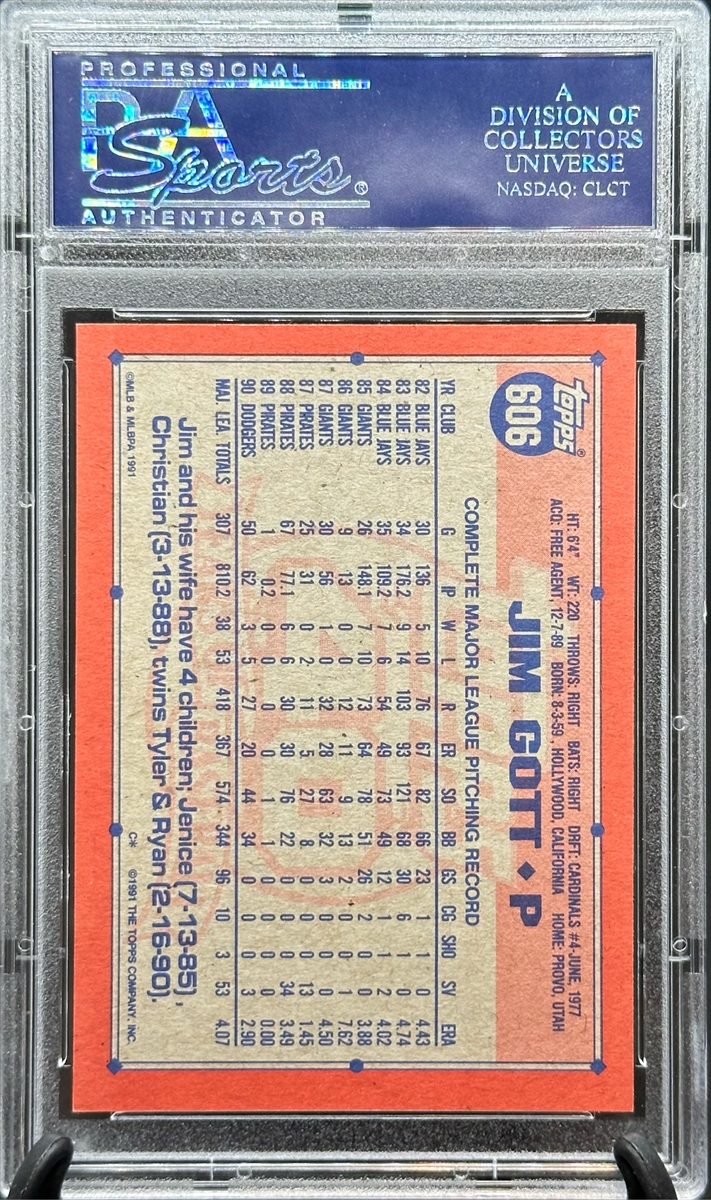 PROFESSIONAL
PSA
Sports®
AUTHENTICATOR
A
DIVISION OF
COLLECTORS
UNIVERSE
NASDAQ: CLCT
topps®
606
HT: 6'4" WT: 220 THROWS: RIGHT BATS: RIGHT DRFT: CARDINALS #4-JUNE, 1977
ACQ: FREE AGENT, 12-7-89 BORN: 8-3-59, HOLLYWOOD, CALIFORNIA HOME: PROVO, UTAH
JIM GOTT ♦ P
COMPLETE MAJOR LEAGUE PITCHING RECORD
YR CLUB G IP W L R ER SO BB GS CG SHO SV ERA
82 BLUE JAYS 30 136 5 10 76 67 82 66 23 1 1 0 4.43
83 BLUE JAYS 34 176.2 9 14 103 93 121 68 30 6 1 0 4.74
84 BLUE JAYS 35 109.2 7 6 54 49 73 49 12 1 1 2 4.02
85 GIANTS 26 148.1 7 10 73 64 78 51 26 2 0 0 3.88
86 GIANTS 9 13 0 0 12 11 9 13 2 0 0 1 7.62
87 GIANTS 30 56 1 0 32 28 63 32 3 0 0 0 4.50
87 PIRATES 25 31 0 2 11 5 27 8 0 0 0 13 1.45
88 PIRATES 67 77.1 6 6 30 30 76 22 0 0 0 34 3.49
89 PIRATES 1 0.2 0 0 0 0 1 1 0 0 0 0 0.00
90 DODGERS 50 62 3 5 27 20 44 34 0 0 0 3 2.90
MAJ. LEA. TOTALS 307 810.2 38 53 418 367 574 344 96 10 3 53 4.07
Jim and his wife have 4 children; Jenice (7-13-85),
Christian (3-13-88), twins Tyler & Ryan (2-16-90).
©MLB & MLBPA 1991 C* ©1991 THE TOPPS COMPANY, INC.